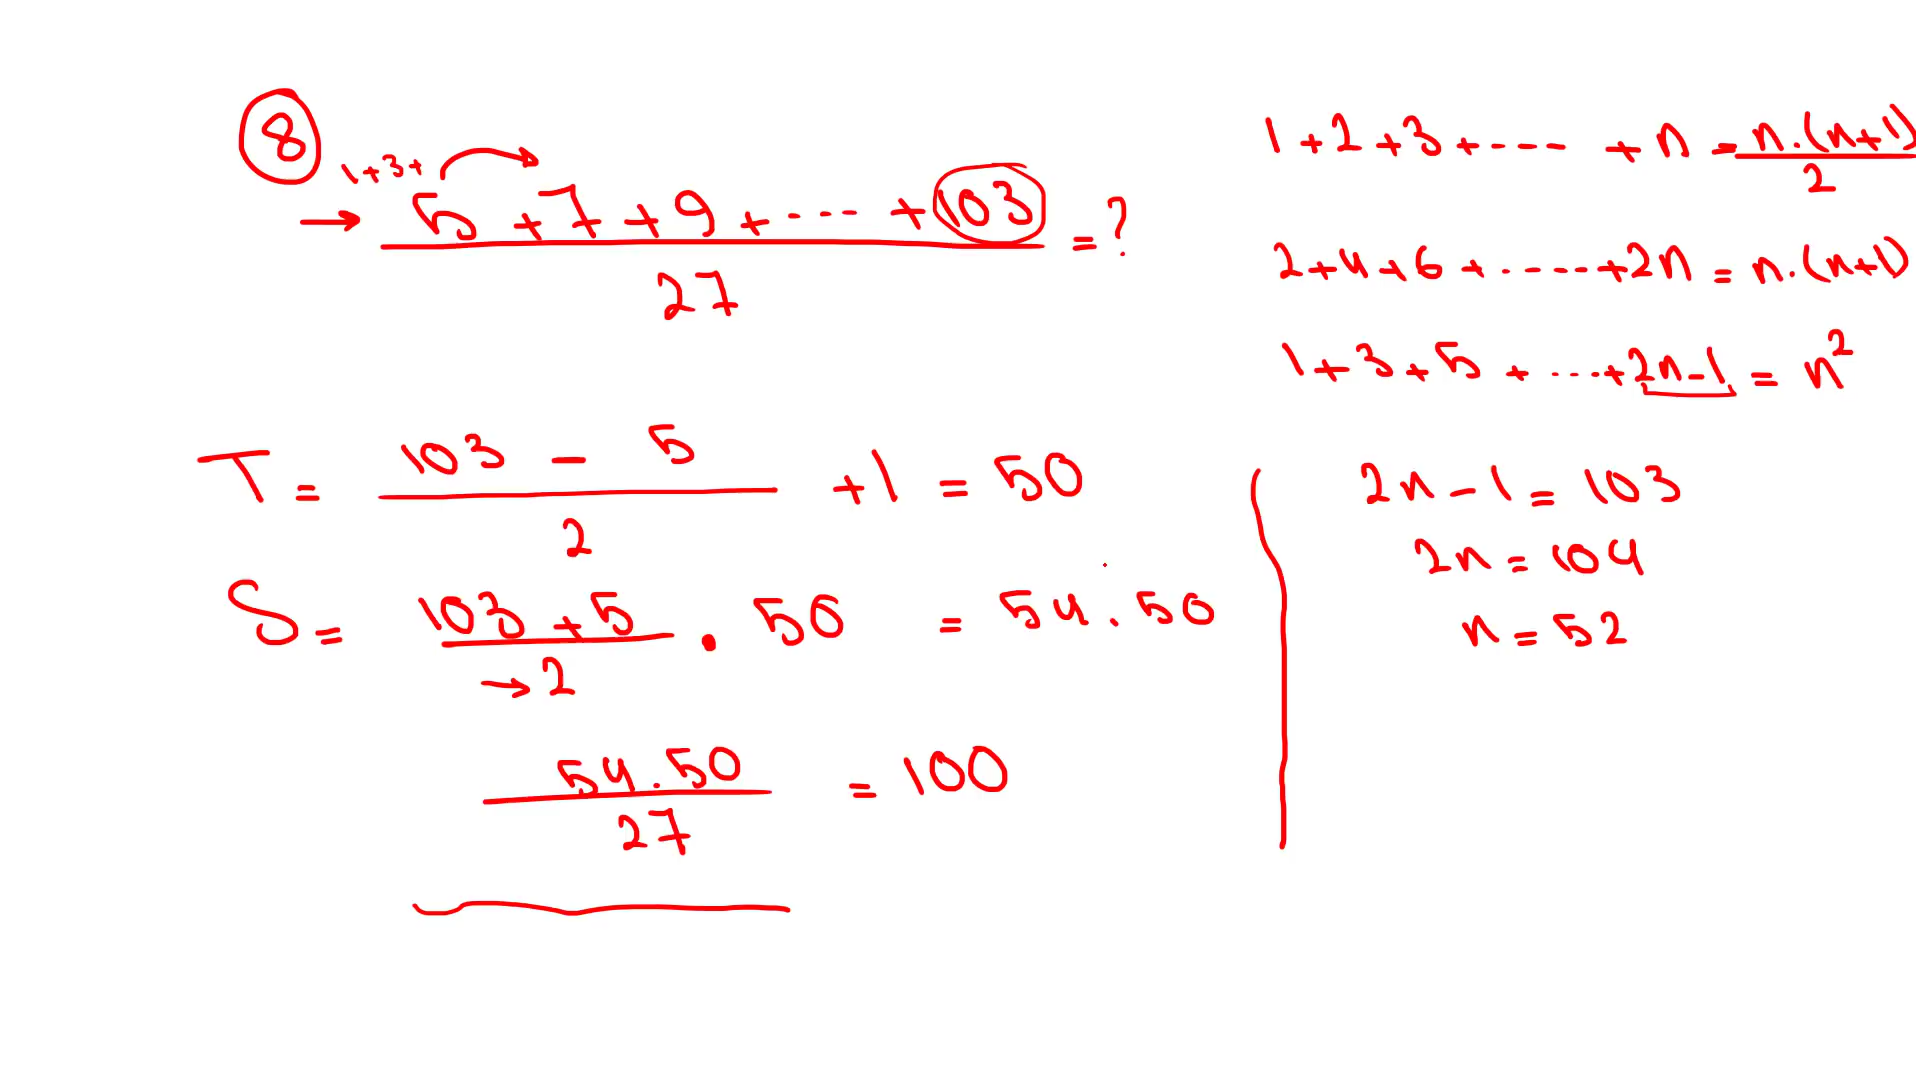 8
1+3+
→ 5+7+9+····+103 / 27 = ?
T = 103 - 5 / 2 + 1 = 50
S = 103 + 5 / → 2 · 50 = 54.50
54.50 / 27 = 100
1+2+3+····+n = n.(n+1) / 2
2+4+6+·····+2n = n.(n+1)
1+3+5+····+2n-1 = n²
2n-1 = 103
2n = 104
n = 52